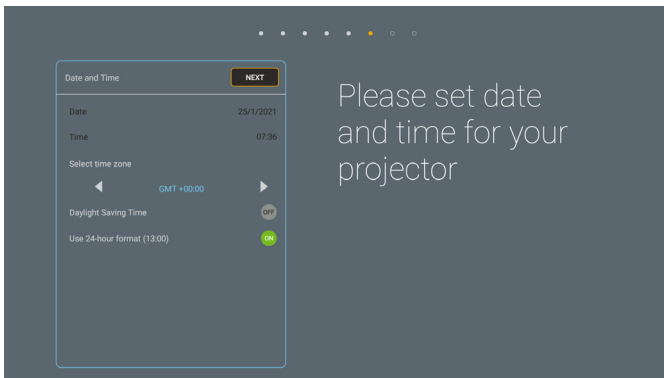 Date and Time
NEXT
Date
25/1/2021
Time
07:36
Select time zone
GMT +00:00
Daylight Saving Time
OFF
Use 24-hour format (13:00)
ON
Please set date
and time for your
projector